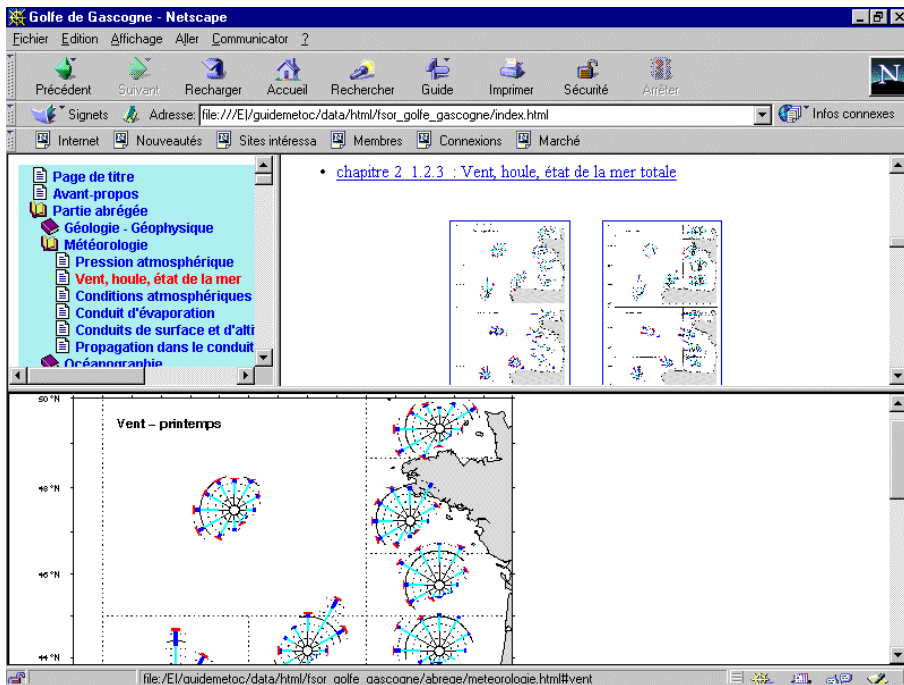 Golfe de Gascogne - Netscape
Fichier Edition Affichage Aller Communicator ?
Précédent Suivant Recharger Accueil Rechercher Guide Imprimer Sécurité Arrêter
N
Signets Adresse: file:///E|/guidemetoc/data/html/fsor_golfe_gascogne/index.html Infos connexes
Internet Nouveautés Sites intéressa Membres Connexions Marché
Page de titre
Avant-propos
Partie abrégée
Géologie - Géophysique
Météorologie
Pression atmosphérique
Vent, houle, état de la mer
Conditions atmosphériques
Conduit d'évaporation
Conduits de surface et d'alti
Propagation dans le conduit
Océanographie
• chapitre 2 1.2.3 : Vent, houle, état de la mer totale
50 °N
Vent – printemps
48 °N
46 °N
44 °N
file:/E|/guidemetoc/data/html/fsor_golfe_gascogne/abrege/meteorologie.html#vent